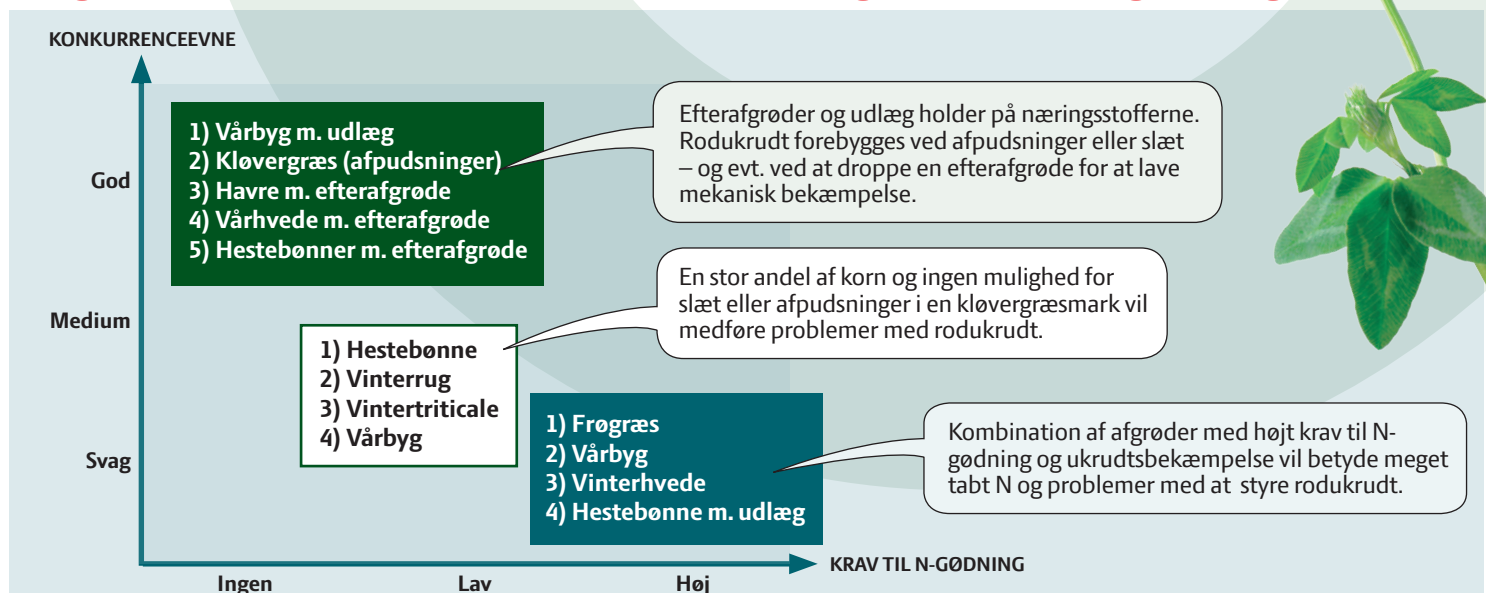 KONKURRENCEEVNE
God
Medium
Svag
1) Vårbyg m. udlæg
2) Kløvergræs (afpudsninger)
3) Havre m. efterafgrøde
4) Vårhvede m. efterafgrøde
5) Hestebønner m. efterafgrøde
Efterafgrøder og udlæg holder på næringsstofferne.
Rodukrudt forebygges ved afpudsninger eller slæt
– og evt. ved at droppe en efterafgrøde for at lave
mekanisk bekæmpelse.
1) Hestebønne
2) Vinterrug
3) Vintertriticale
4) Vårbyg
En stor andel af korn og ingen mulighed for
slæt eller afpudsninger i en kløvergræsmark vil
medføre problemer med rodukrudt.
1) Frøgræs
2) Vårbyg
3) Vinterhvede
4) Hestebønne m. udlæg
Kombination af afgrøder med højt krav til N-
gødning og ukrudtsbekæmpelse vil betyde meget
tabt N og problemer med at styre rodukrudt.
KRAV TIL N-GØDNING
Ingen
Lav
Høj